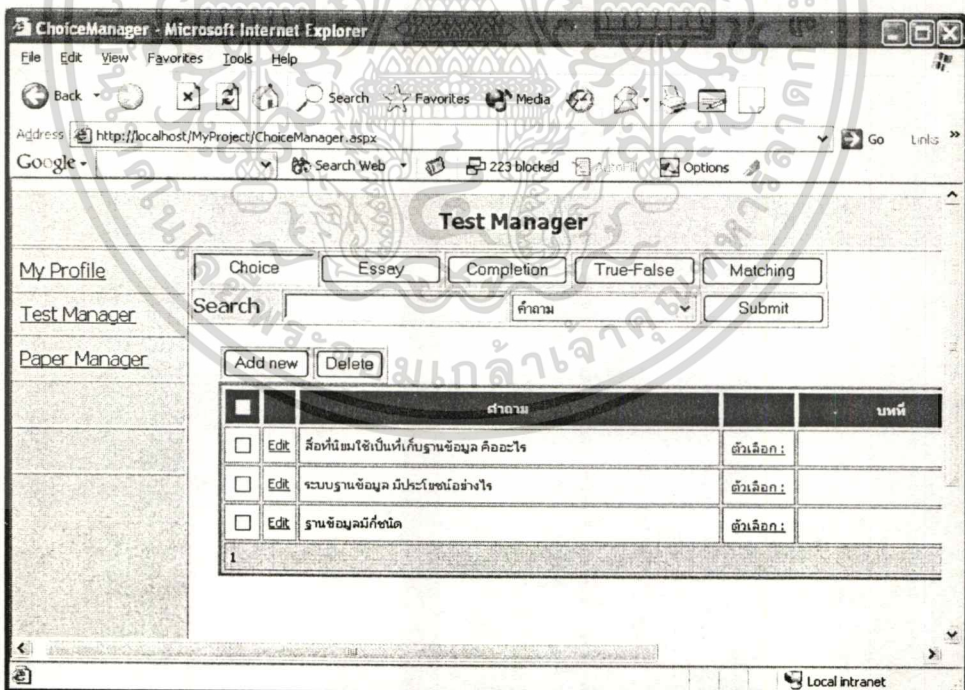 ChoiceManager - Microsoft Internet Explorer
File Edit View Favorites Tools Help
Back Search Favorites Media
Address http://localhost/MyProject/ChoiceManager.aspx Go Links »
Google Search Web 223 blocked AutoFill Options
Test Manager
My Profile
Test Manager
Paper Manager
Choice Essay Completion True-False Matching
Search คำถาม Submit
Add new Delete
คำถาม บทที่
Edit สื่อที่นิยมใช้เป็นที่เก็บฐานข้อมูล คืออะไร ตัวเลือก :
Edit ระบบฐานข้อมูล มีประโยชน์อย่างไร ตัวเลือก :
Edit ฐานข้อมูลมีกี่ชนิด ตัวเลือก :
1
Local intranet